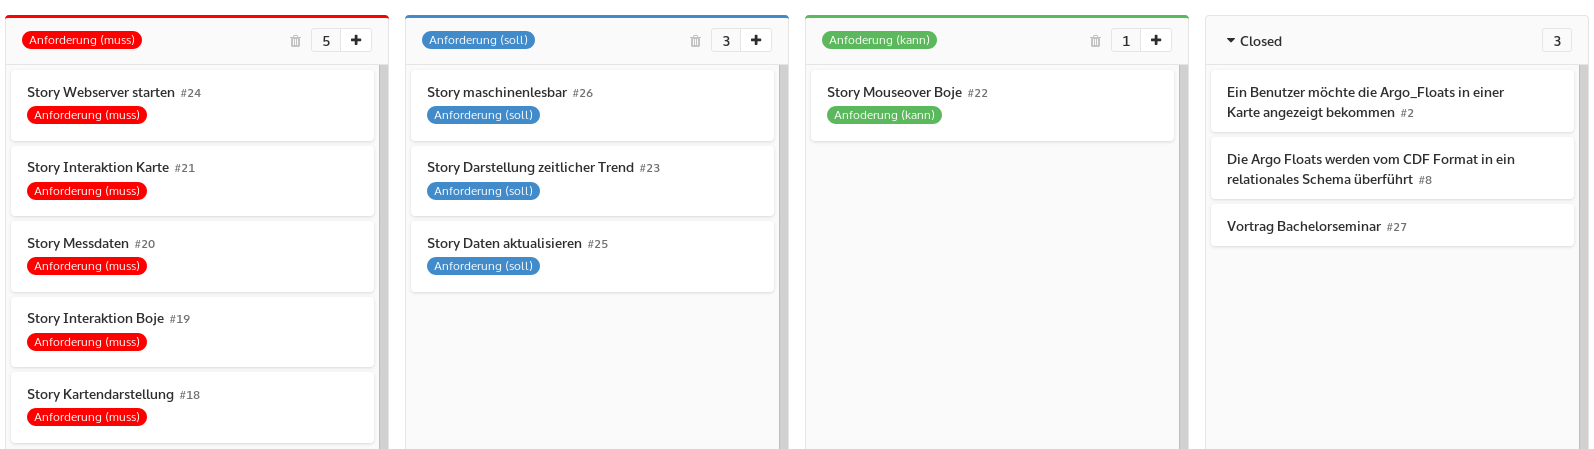 Anforderung (muss) 5
Story Webserver starten #24
Anforderung (muss)
Story Interaktion Karte #21
Anforderung (muss)
Story Messdaten #20
Anforderung (muss)
Story Interaktion Boje #19
Anforderung (muss)
Story Kartendarstellung #18
Anforderung (muss)
Anforderung (soll) 3
Story maschinenlesbar #26
Anforderung (soll)
Story Darstellung zeitlicher Trend #23
Anforderung (soll)
Story Daten aktualisieren #25
Anforderung (soll)
Anfoderung (kann) 1
Story Mouseover Boje #22
Anfoderung (kann)
Closed 3
Ein Benutzer möchte die Argo_Floats in einer
Karte angezeigt bekommen #2
Die Argo Floats werden vom CDF Format in ein
relationales Schema überführt #8
Vortrag Bachelorseminar #27